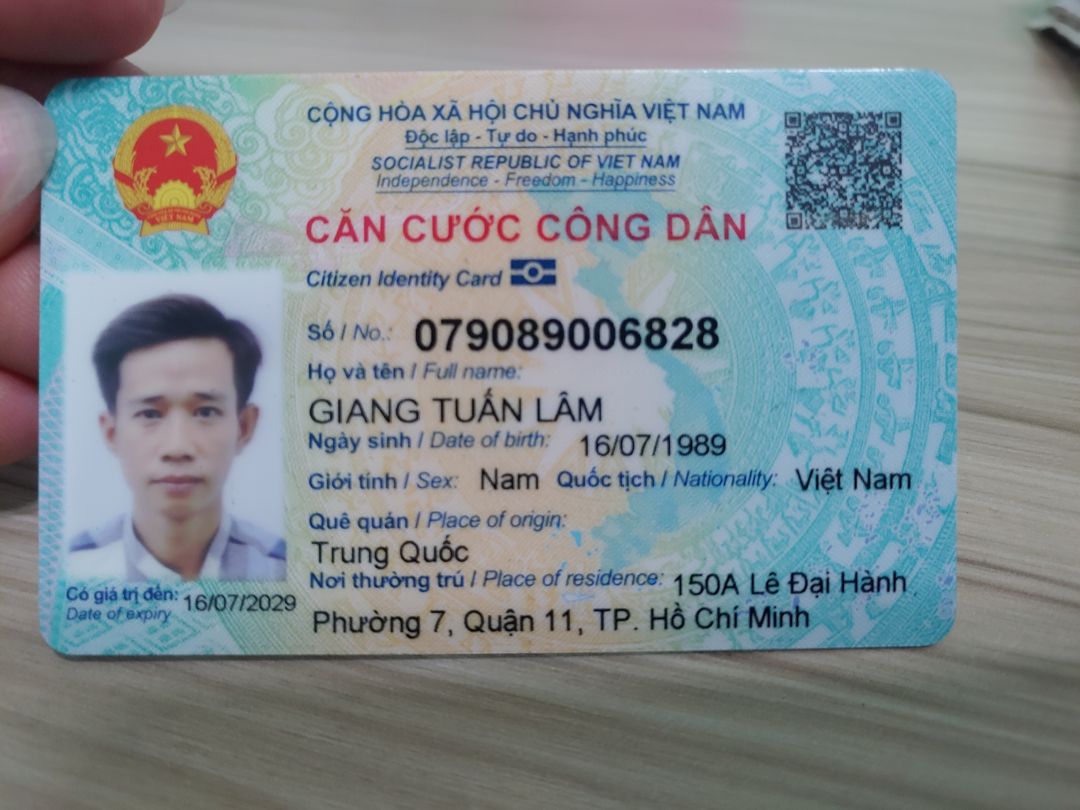 CỘNG HÒA XÃ HỘI CHỦ NGHĨA VIỆT NAM
Độc lập - Tự do - Hạnh phúc
SOCIALIST REPUBLIC OF VIET NAM
Independence - Freedom - Happiness
CĂN CƯỚC CÔNG DÂN
Citizen Identity Card
Số / No.: 079089006828
Họ và tên / Full name:
GIANG TUẤN LÂM
Ngày sinh / Date of birth: 16/07/1989
Giới tính / Sex: Nam Quốc tịch / Nationality: Việt Nam
Quê quán / Place of origin:
Trung Quốc
Nơi thường trú / Place of residence: 150A Lê Đại Hành
Phường 7, Quận 11, TP. Hồ Chí Minh
Có giá trị đến: 16/07/2029
Date of expiry
VIỆT NAM